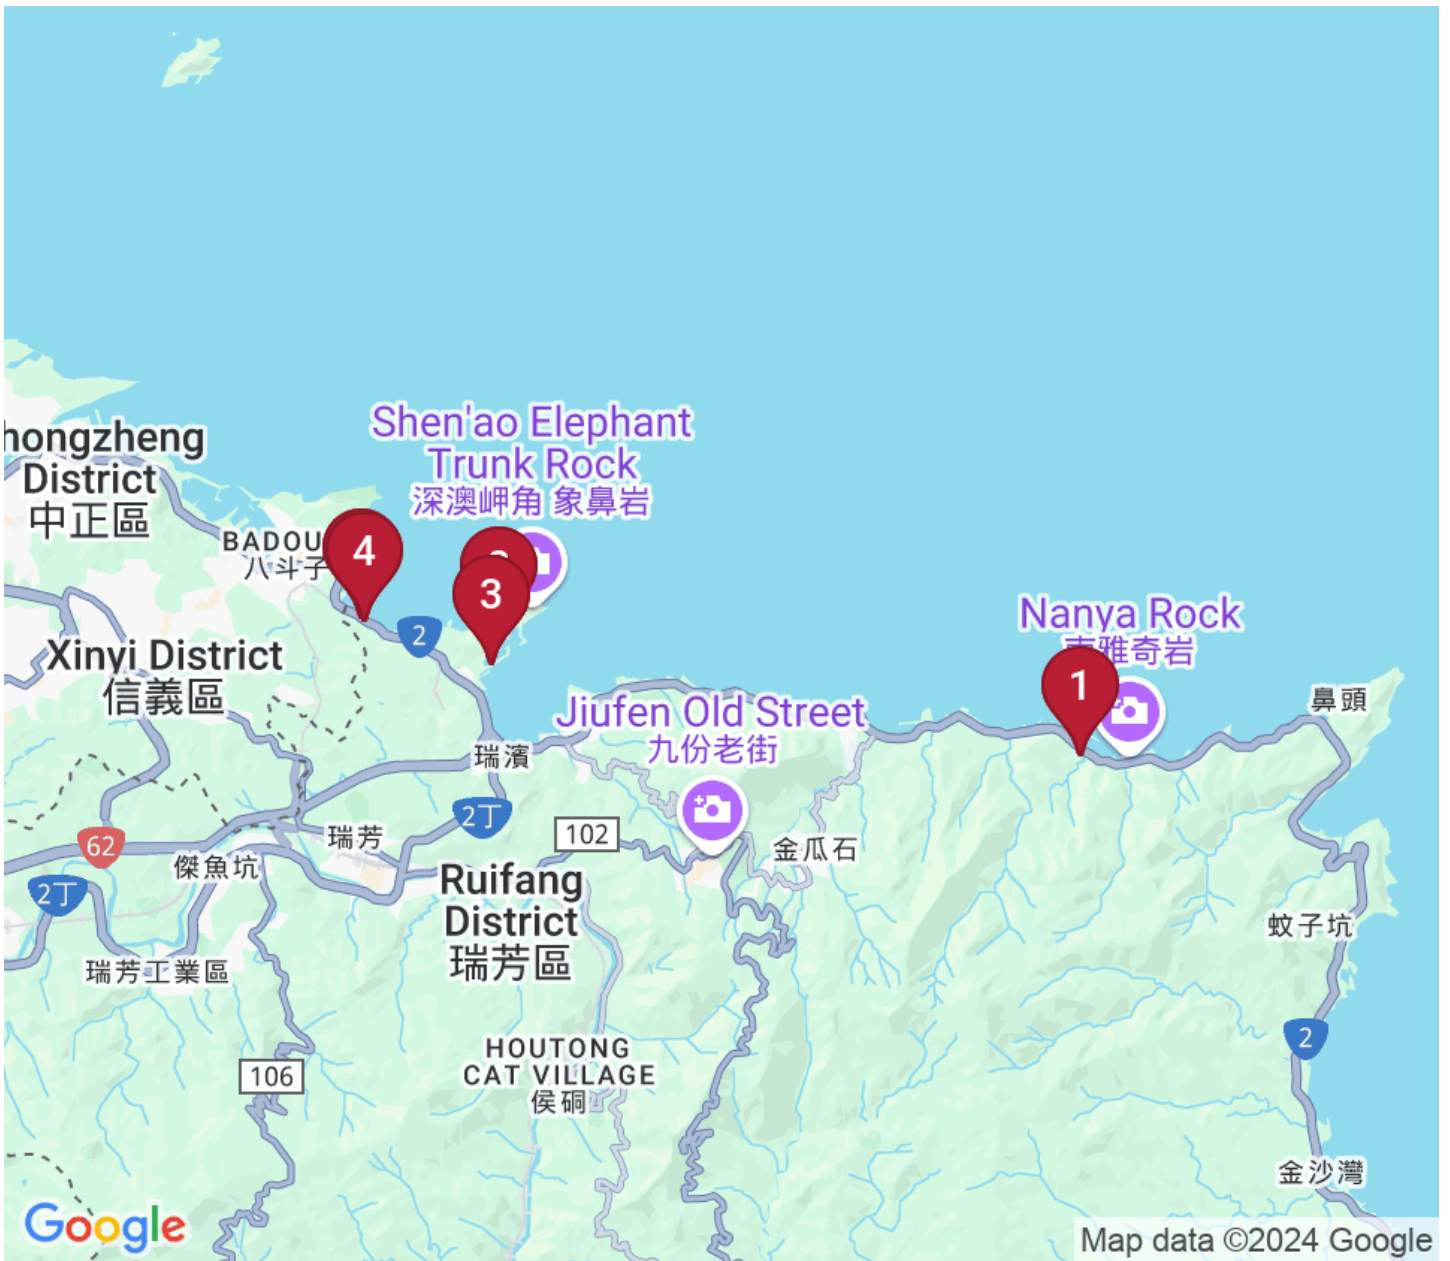 Shen'ao Elephant
Trunk Rock
深澳岬角 象鼻岩
hongzheng
District
中正區
BADOU
八斗子
4
3
2
Xinyi District
信義區
Nanya Rock
雅奇岩
1
鼻頭
Jiufen Old Street
九份老街
瑞濱
2丁
102
62
瑞芳
金瓜石
傑魚坑
2丁
Ruifang
District
瑞芳區
蚊子坑
瑞芳工業區
2
HOUTONG
CAT VILLAGE
侯硐
106
金沙灣
Google
Map data ©2024 Google